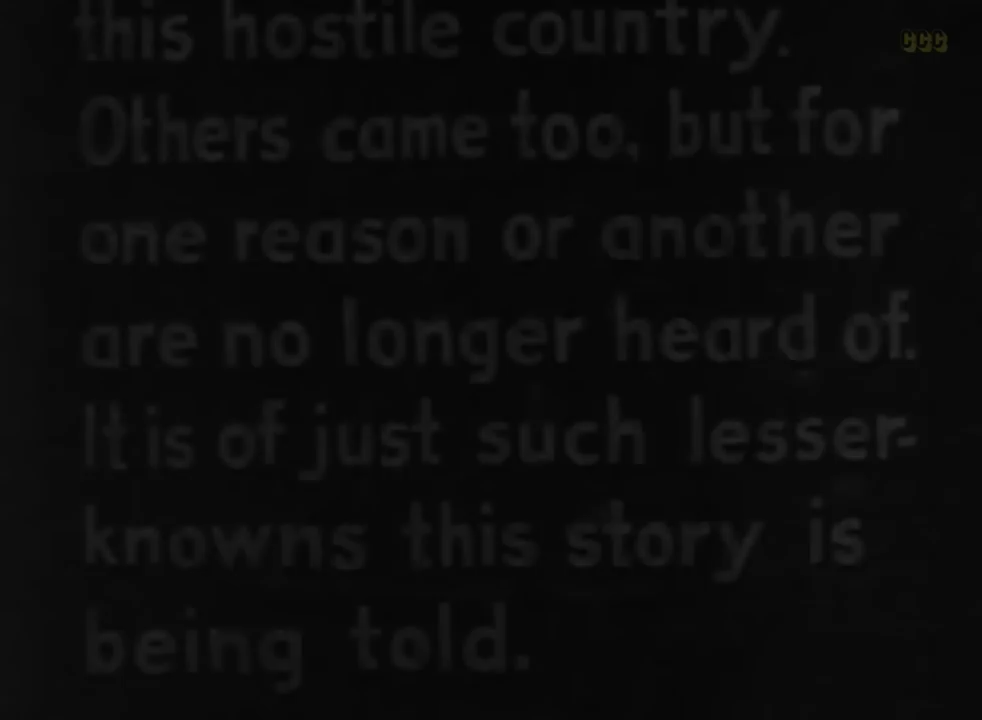 this hostile country.
CCC
Others came too, but for
one reason or another
are no longer heard of.
It is of just such lesser-
knowns this story is
being told.